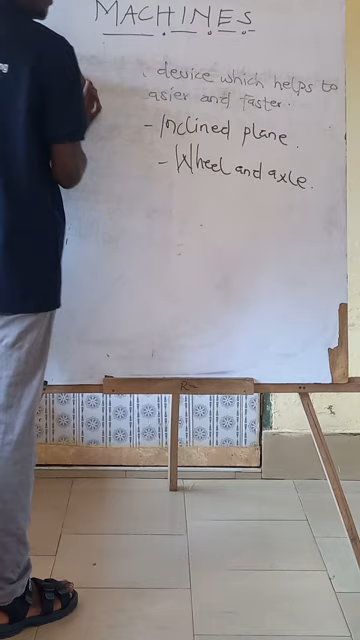 MACHINES
device which helps to
asier and faster.
- Inclined plane.
- Wheel and axle.